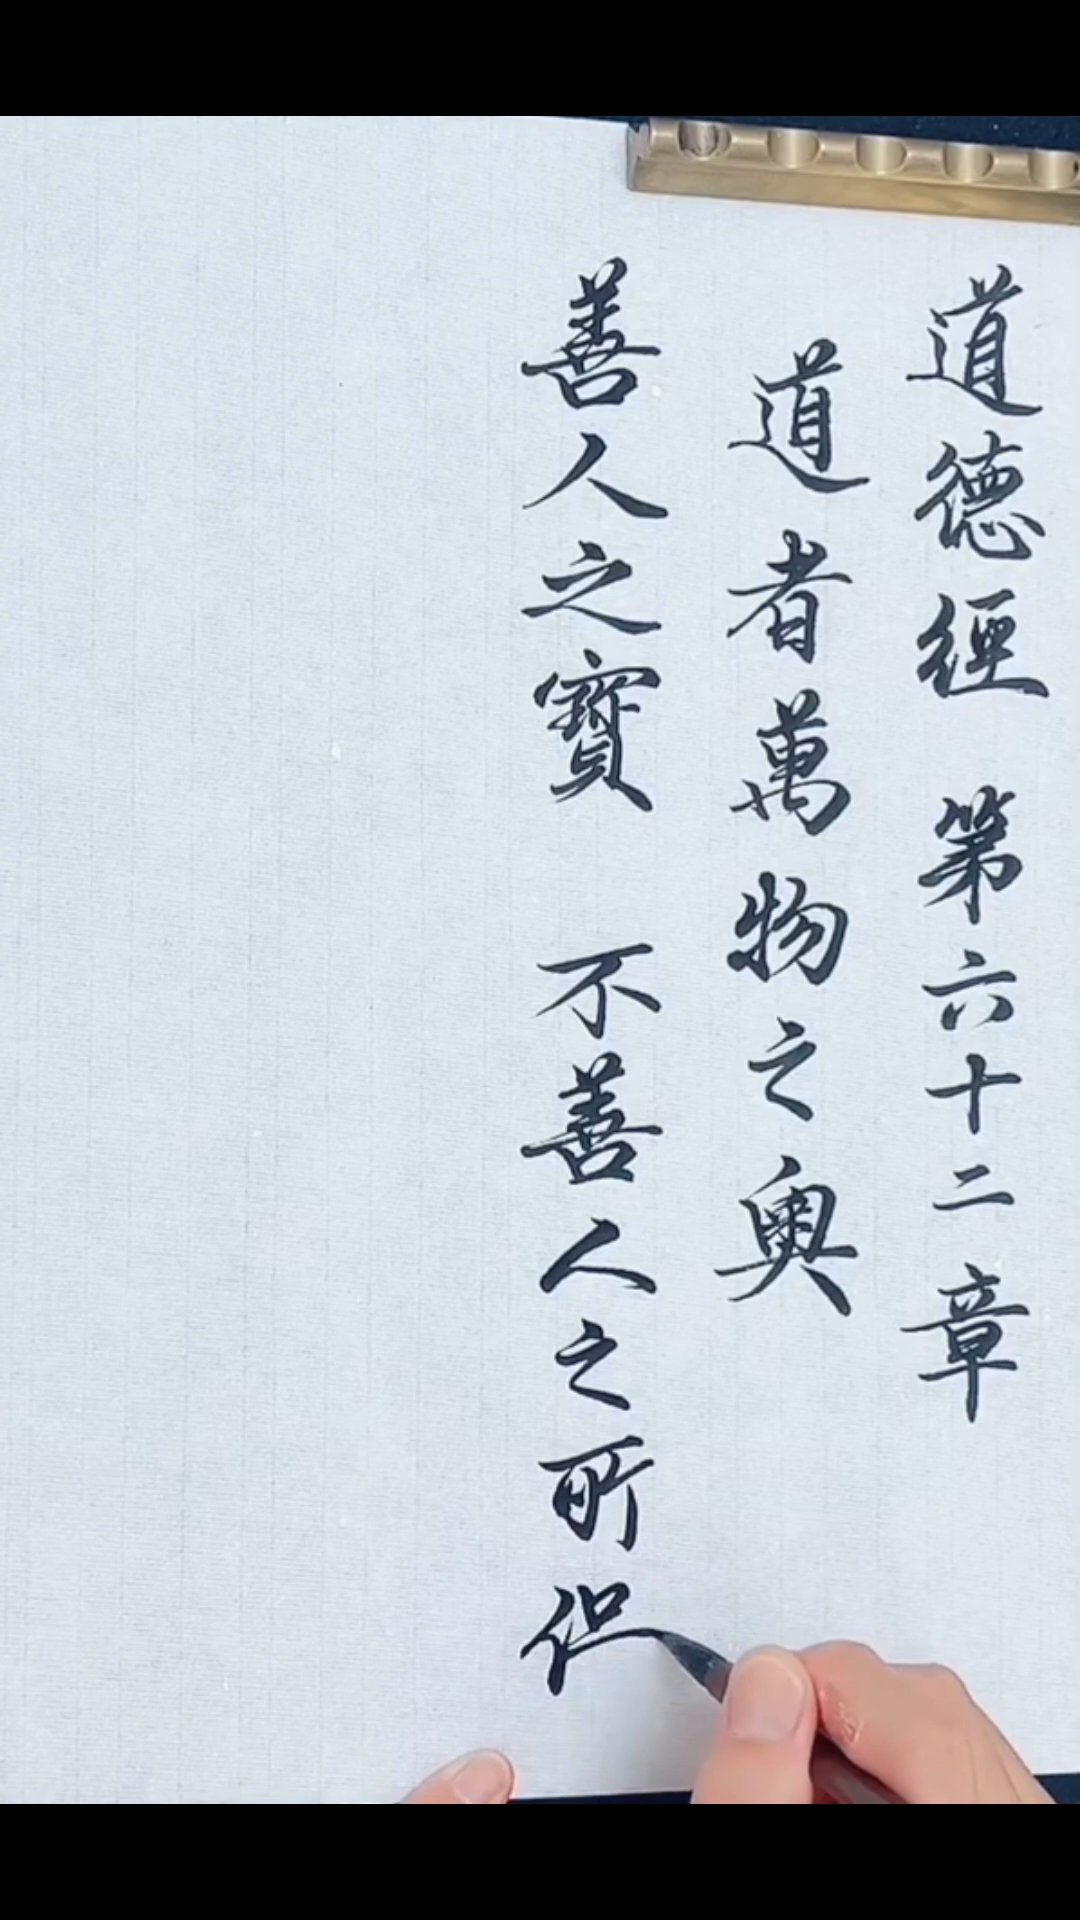 道德經 第六十二章
道者萬物之奧
善人之寶 不善人之所